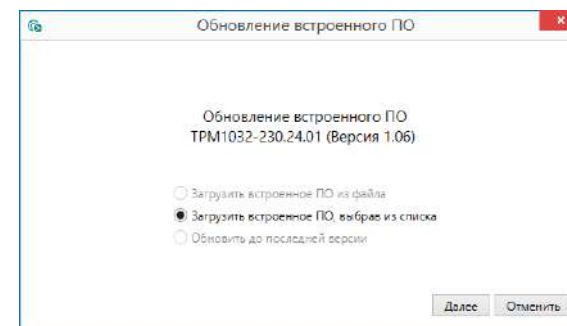 Обновление встроенного ПО
Обновление встроенного ПО
ТРМ1032-230.24.01 (Версия 1.06)
Загрузить встроенное ПО из файла
Загрузить встроенное ПО, выбрав из списка
Обновить до последней версии
Далее Отменить